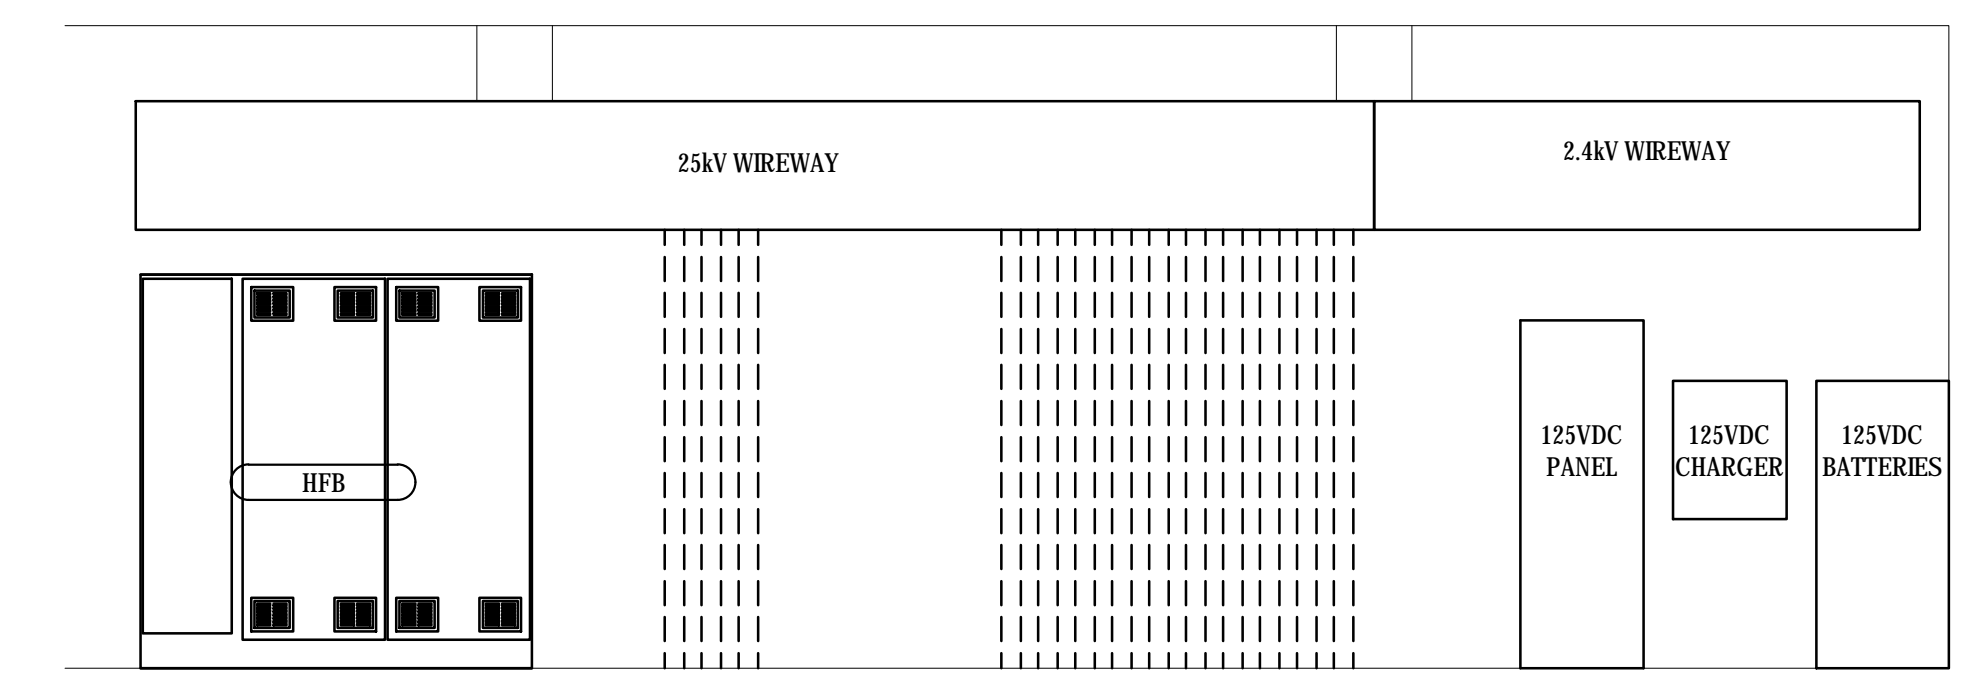 25kV WIREWAY
2.4kV WIREWAY
HFB
125VDC
PANEL
125VDC
CHARGER
125VDC
BATTERIES